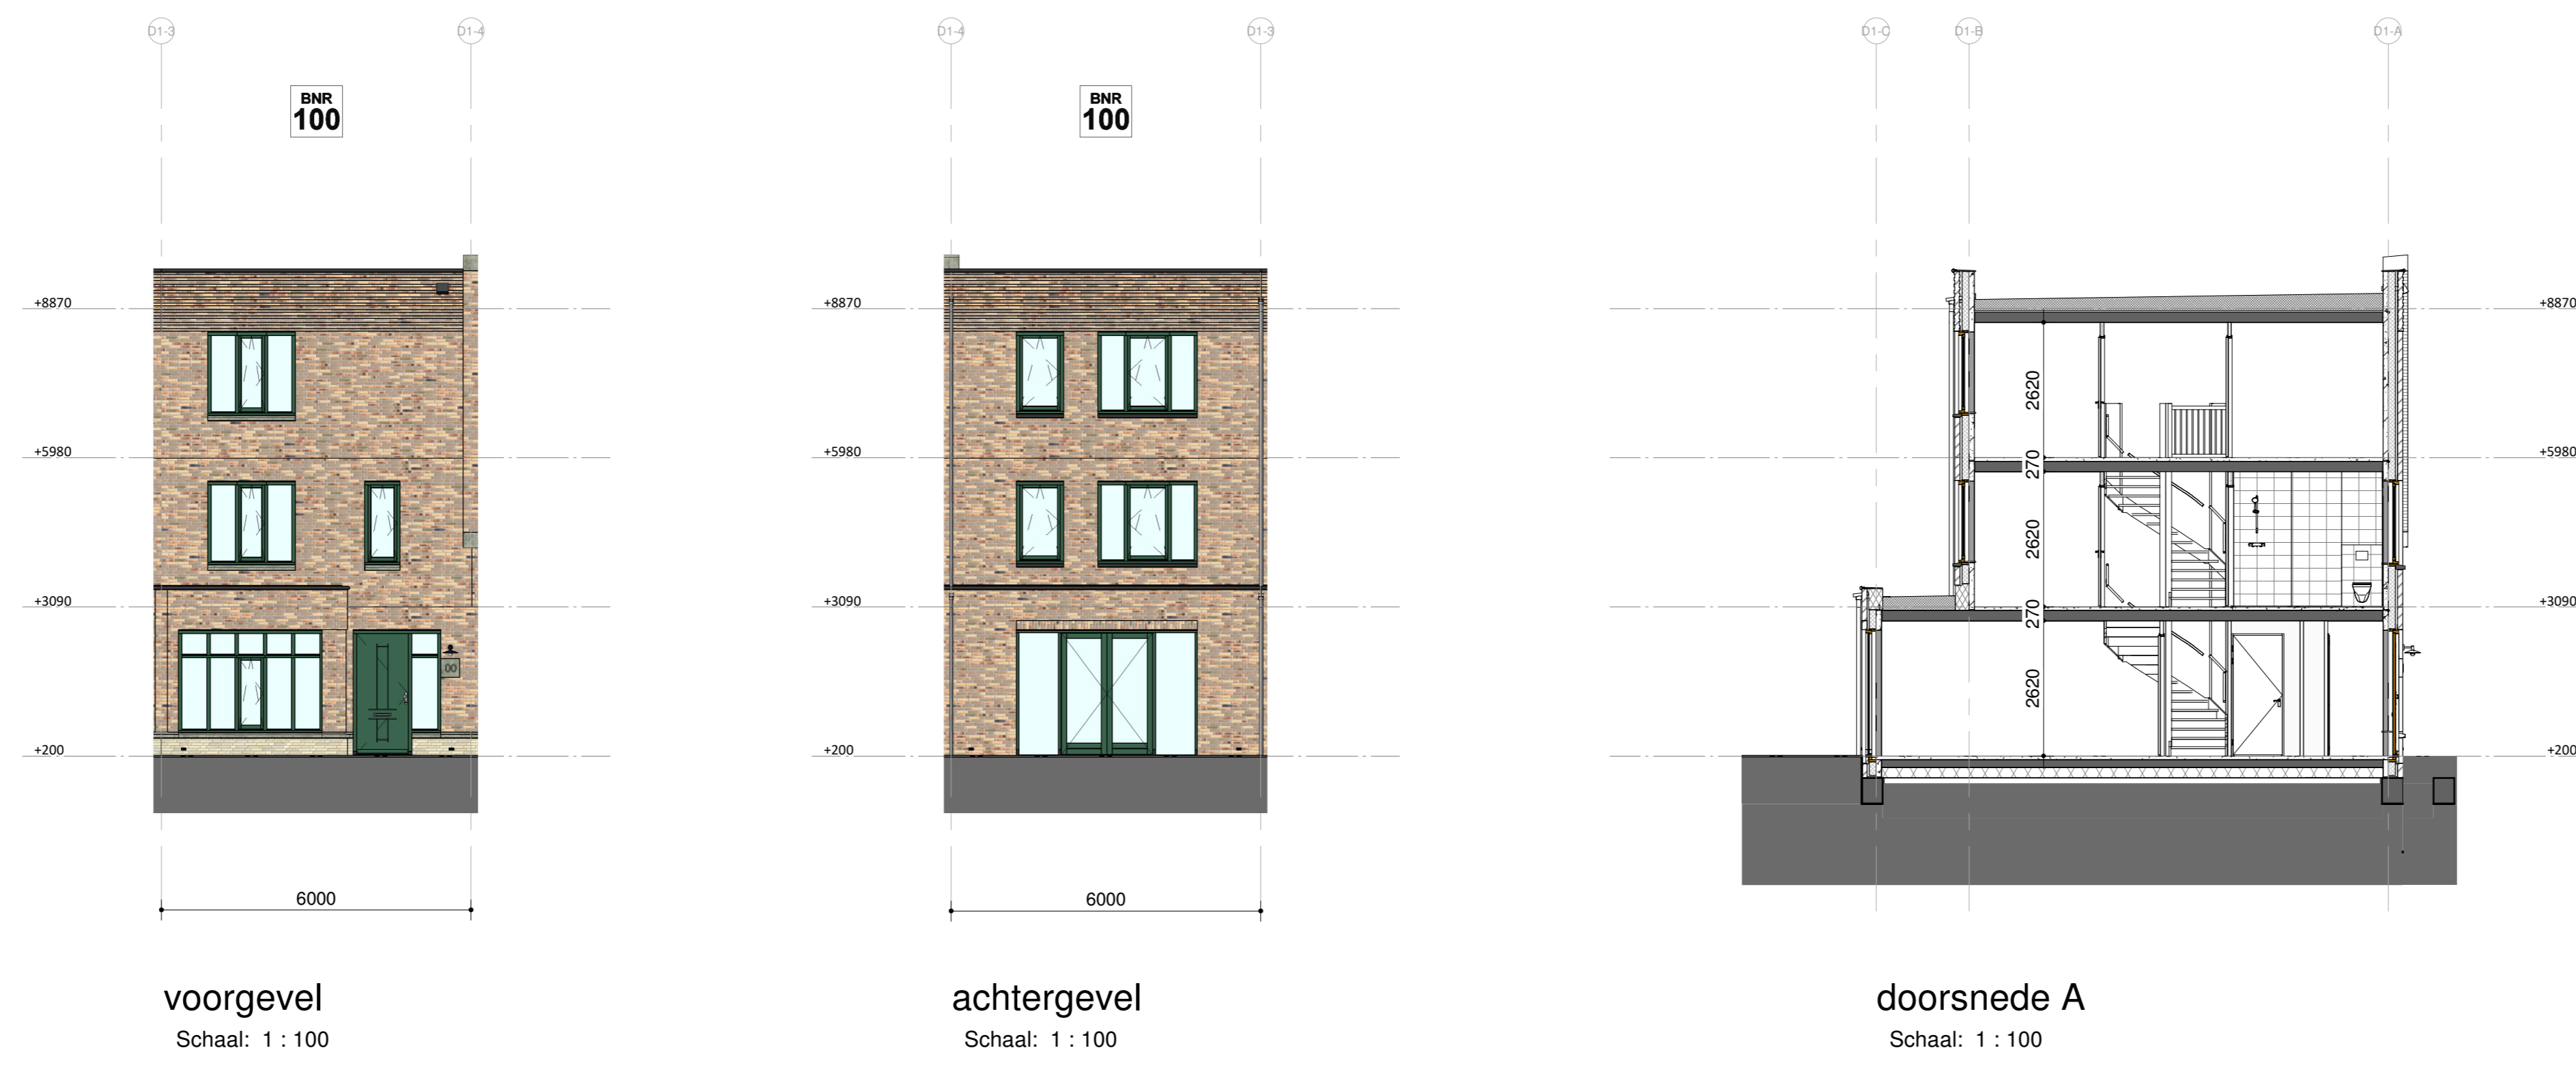 D1-3
D1-4
BNR
100
+8870
+5980
+3090
+200
00
6000
voorgevel
Schaal: 1 : 100
D1-4
D1-3
BNR
100
+8870
+5980
+3090
+200
6000
achtergevel
Schaal: 1 : 100
D1-C
D1-B
D1-A
+8870
2620
+5980
270
2620
+3090
270
2620
+200
doorsnede A
Schaal: 1 : 100